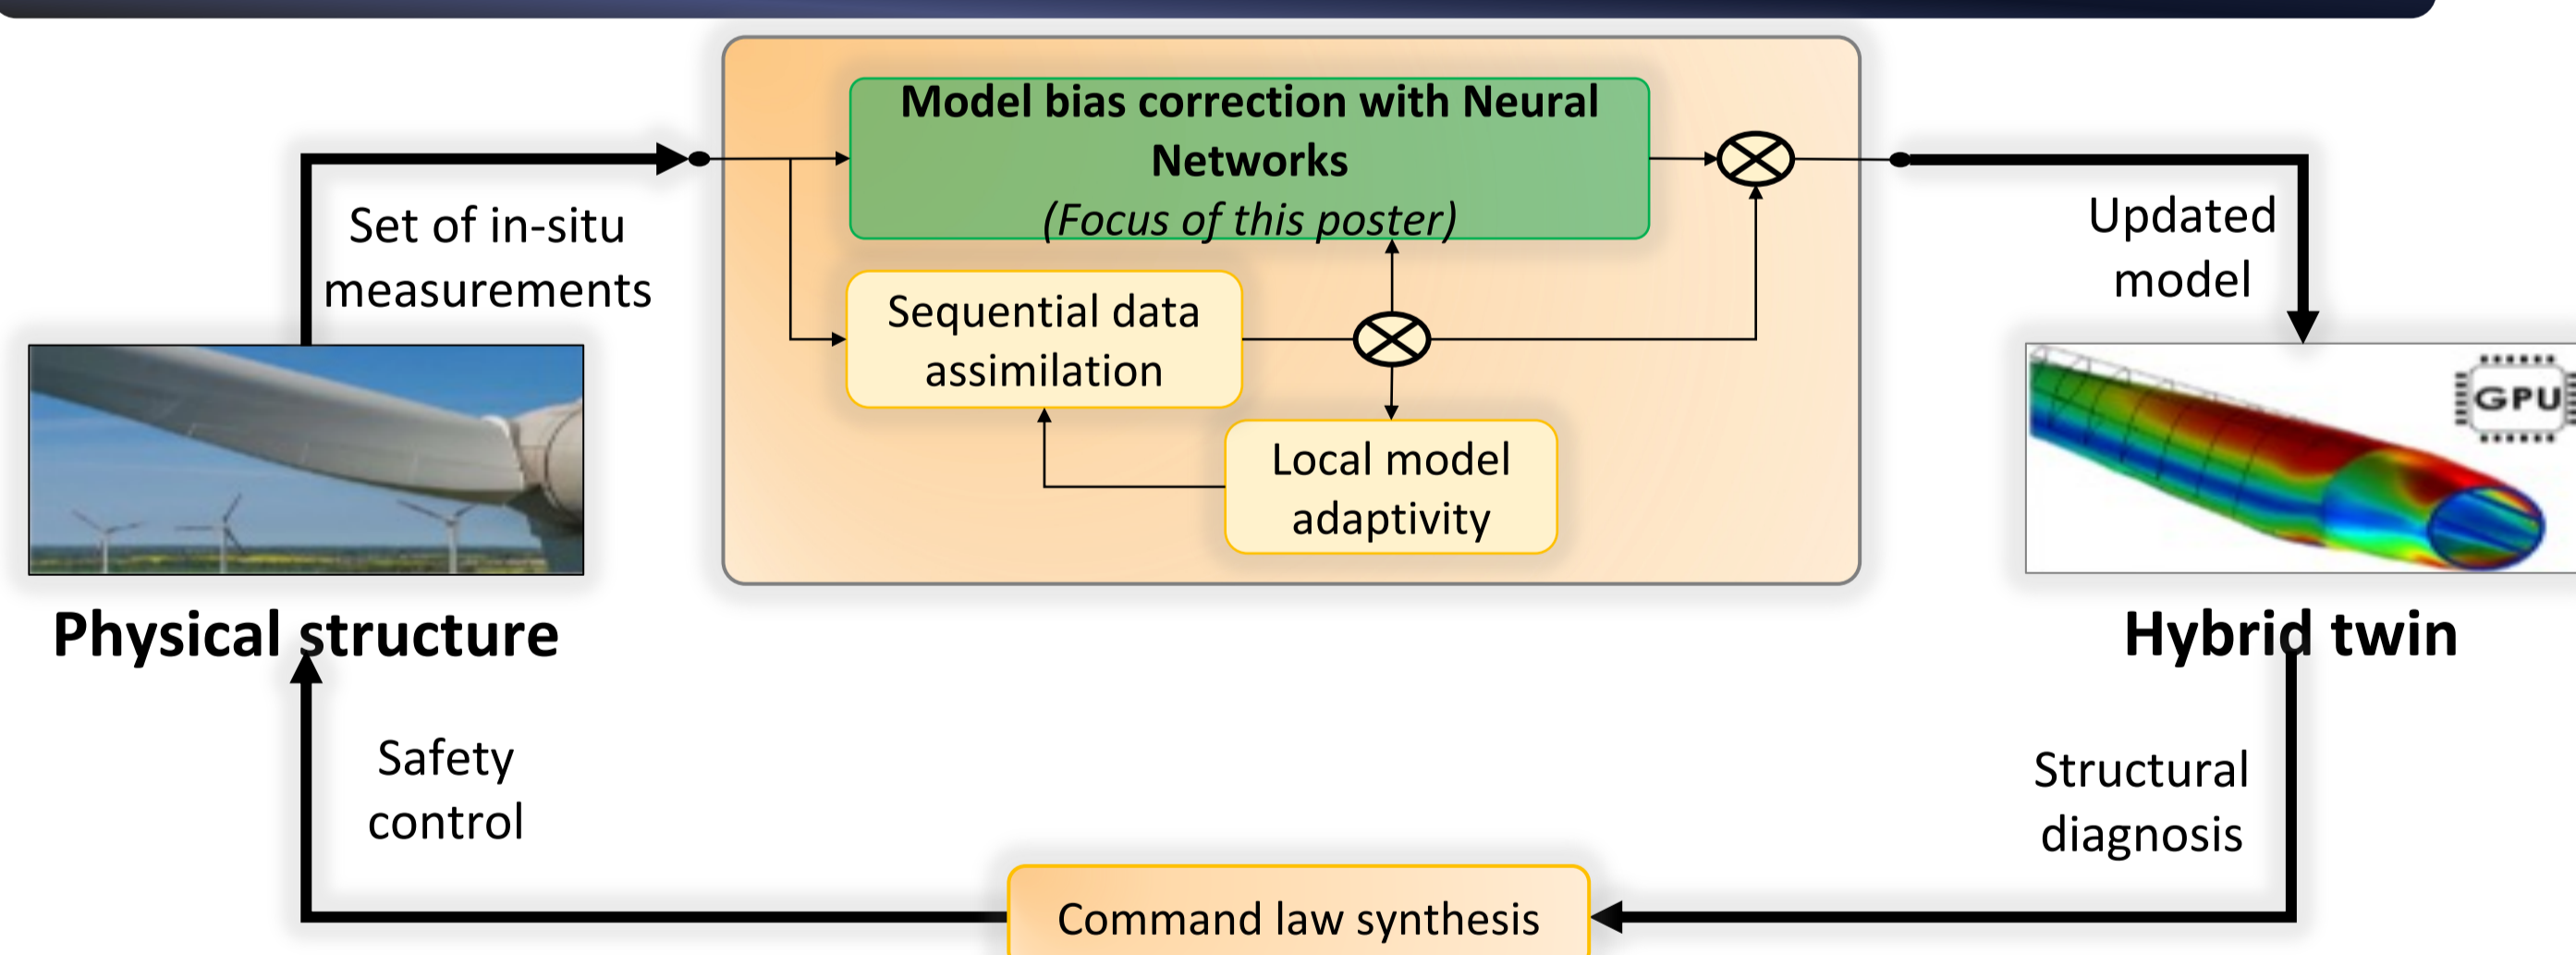 Model bias correction with Neural
Networks
(Focus of this poster)
Set of in-situ
measurements
Updated
model
Sequential data
assimilation
GPU
Local model
adaptivity
Physical structure
Hybrid twin
Safety
control
Structural
diagnosis
Command law synthesis